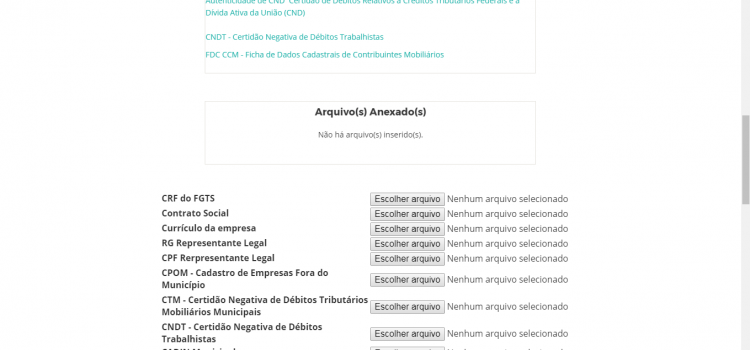 Autenticidade de CND  Certidão de Débitos Relativos a Créditos Tributários Federais e a
Dívida Ativa da União (CND)
CNDT - Certidão Negativa de Débitos Trabalhistas
FDC CCM - Ficha de Dados Cadastrais de Contribuintes Mobiliários
Arquivo(s) Anexado(s)
Não há arquivo(s) inserido(s).
CRF do FGTS Escolher arquivo Nenhum arquivo selecionado
Contrato Social Escolher arquivo Nenhum arquivo selecionado
Currículo da empresa Escolher arquivo Nenhum arquivo selecionado
RG Representante Legal Escolher arquivo Nenhum arquivo selecionado
CPF Rerpresentante Legal Escolher arquivo Nenhum arquivo selecionado
CPOM - Cadastro de Empresas Fora do
Município Escolher arquivo Nenhum arquivo selecionado
CTM - Certidão Negativa de Débitos Tributários
Mobiliários Municipais Escolher arquivo Nenhum arquivo selecionado
CNDT - Certidão Negativa de Débitos
Trabalhistas Escolher arquivo Nenhum arquivo selecionado